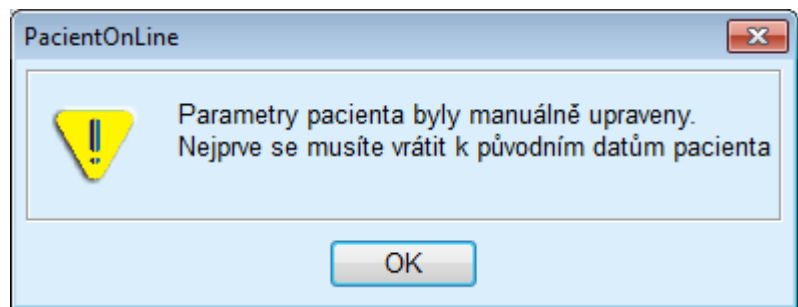 PacientOnLine
Parametry pacienta byly manuálně upraveny.
Nejprve se musíte vrátit k původním datům pacienta
OK